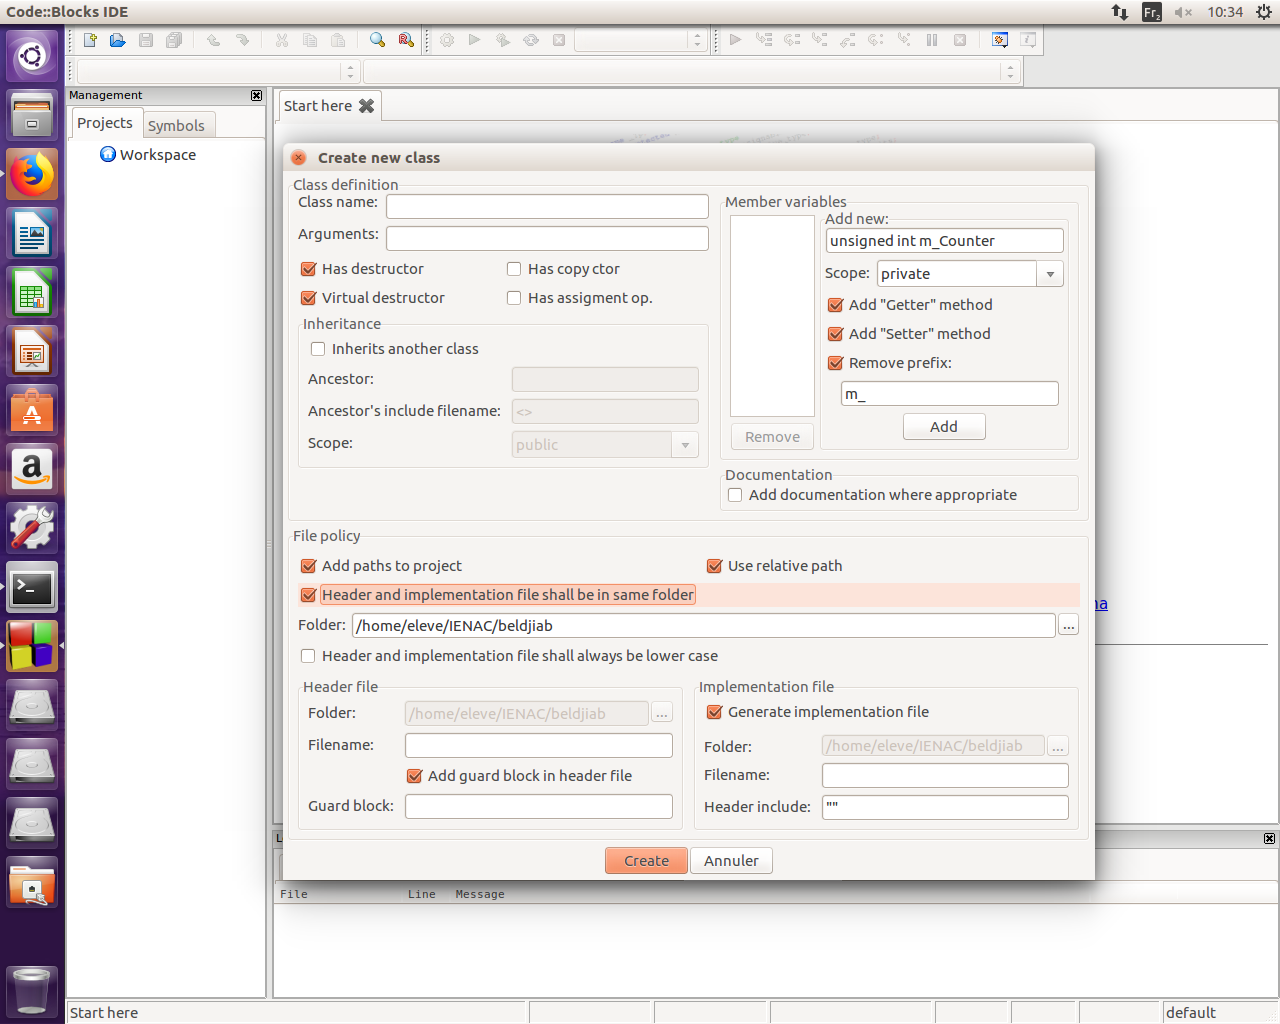 Code::Blocks IDE
Fr2
10:34
Management
Projects
Symbols
Workspace
Start here
Create new class
Class definition
Class name:
Arguments:
Has destructor
Has copy ctor
Virtual destructor
Has assigment op.
Inheritance
Inherits another class
Ancestor:
Ancestor's include filename:
<>
Scope:
public
Member variables
Add new:
unsigned int m_Counter
Scope:
private
Add "Getter" method
Add "Setter" method
Remove prefix:
m_
Add
Remove
Documentation
Add documentation where appropriate
File policy
Add paths to project
Use relative path
Header and implementation file shall be in same folder
Folder:
/home/eleve/IENAC/beldjiab
...
Header and implementation file shall always be lower case
Header file
Folder:
/home/eleve/IENAC/beldjiab
...
Filename:
Add guard block in header file
Guard block:
Implementation file
Generate implementation file
Folder:
/home/eleve/IENAC/beldjiab
...
Filename:
Header include:
""
Create
Annuler
File
Line
Message
Start here
default